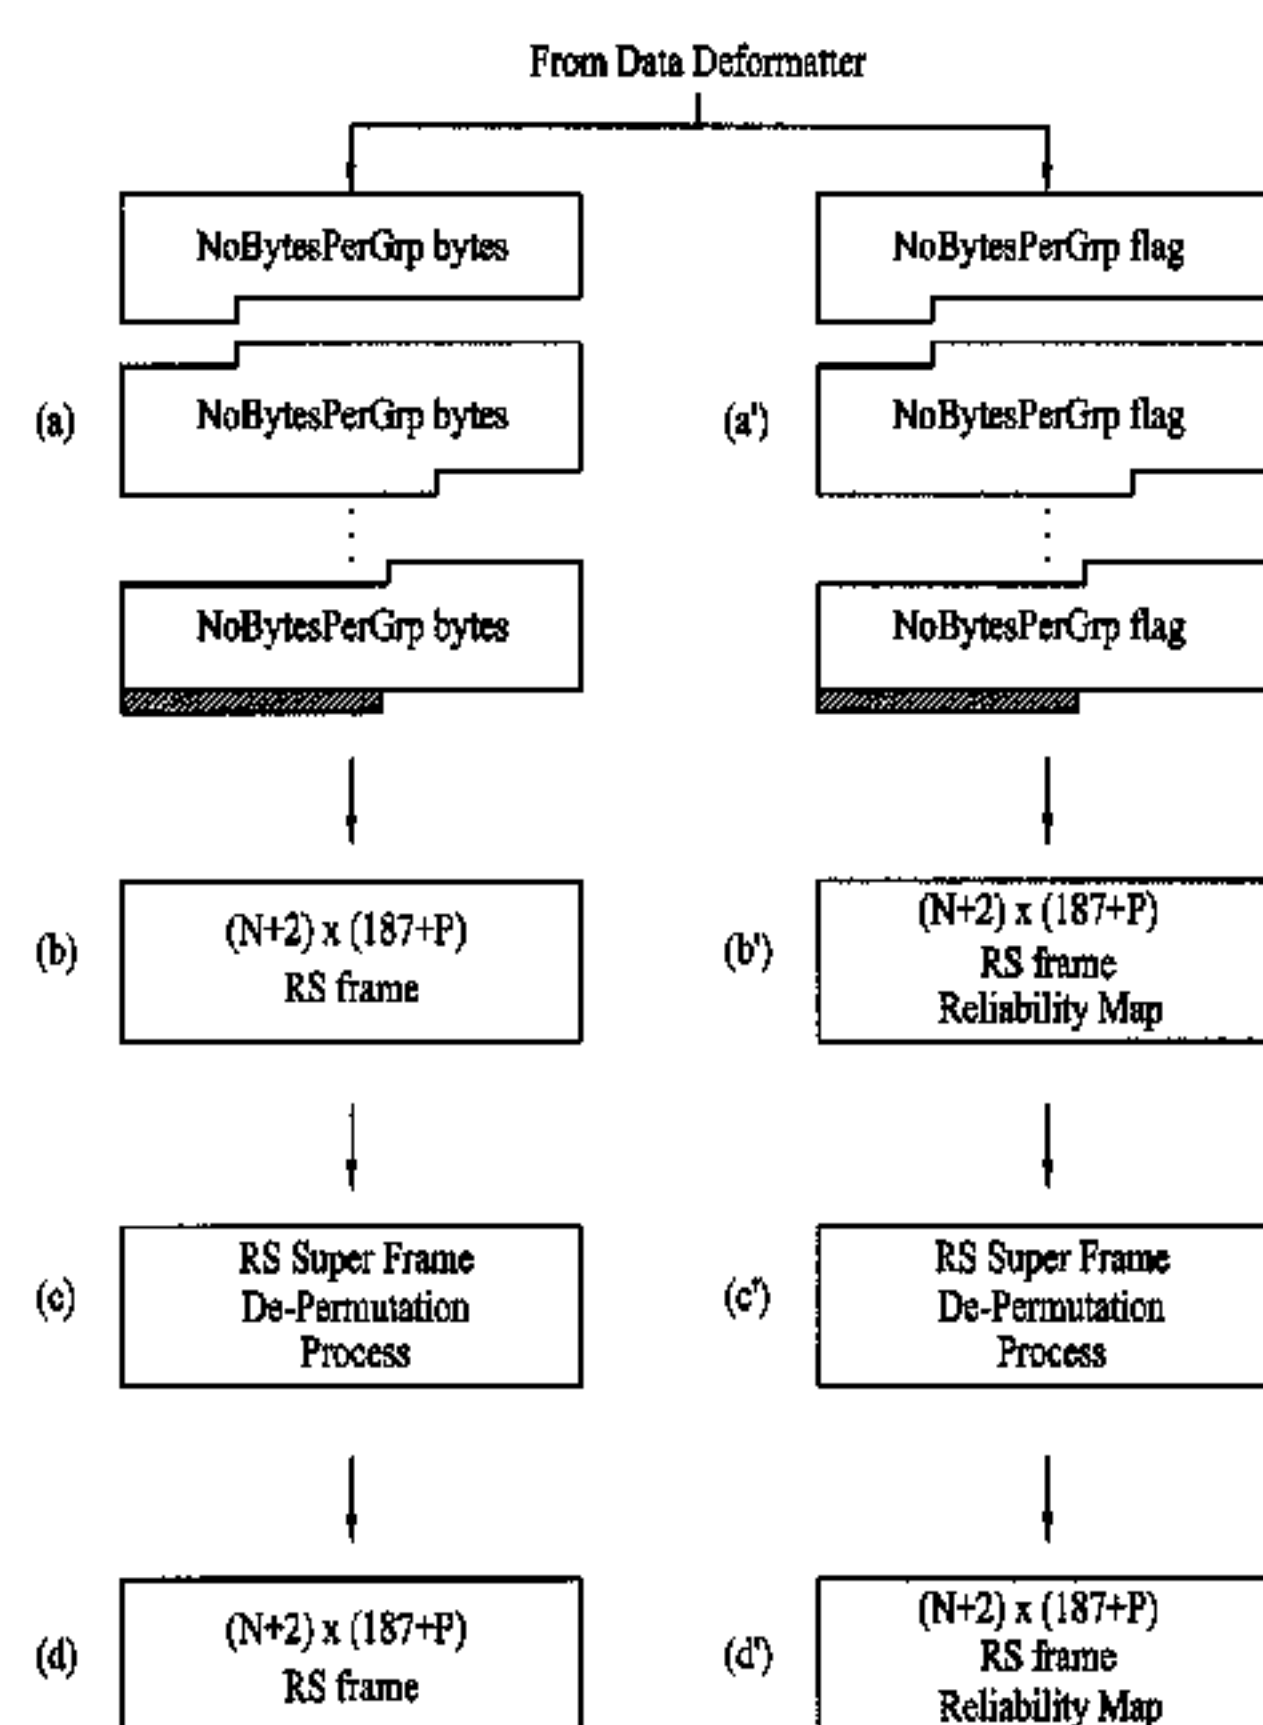 From Data Deformatter
NoBytesPerGrp bytes
NoBytesPerGrp flag
(a)
NoBytesPerGrp bytes
(a')
NoBytesPerGrp flag
NoBytesPerGrp bytes
NoBytesPerGrp flag
(b)
(N+2) x (187+P)
RS frame
(b')
(N+2) x (187+P)
RS frame
Reliability Map
(c)
RS Super Frame
De-Permutation
Process
(c')
RS Super Frame
De-Permutation
Process
(d)
(N+2) x (187+P)
RS frame
(d')
(N+2) x (187+P)
RS frame
Reliability Map